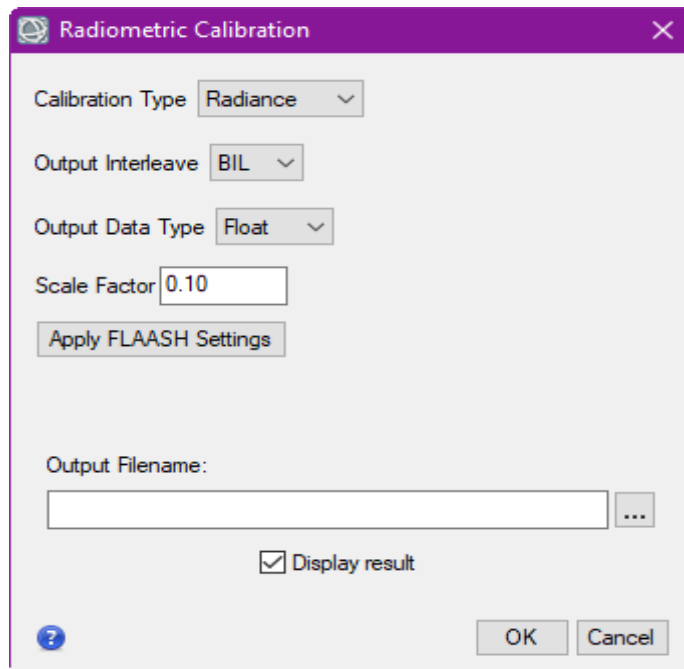 Radiometric Calibration
Calibration Type Radiance
Output Interleave BIL
Output Data Type Float
Scale Factor 0.10
Apply FLAASH Settings
Output Filename:
...
Display result
? OK Cancel